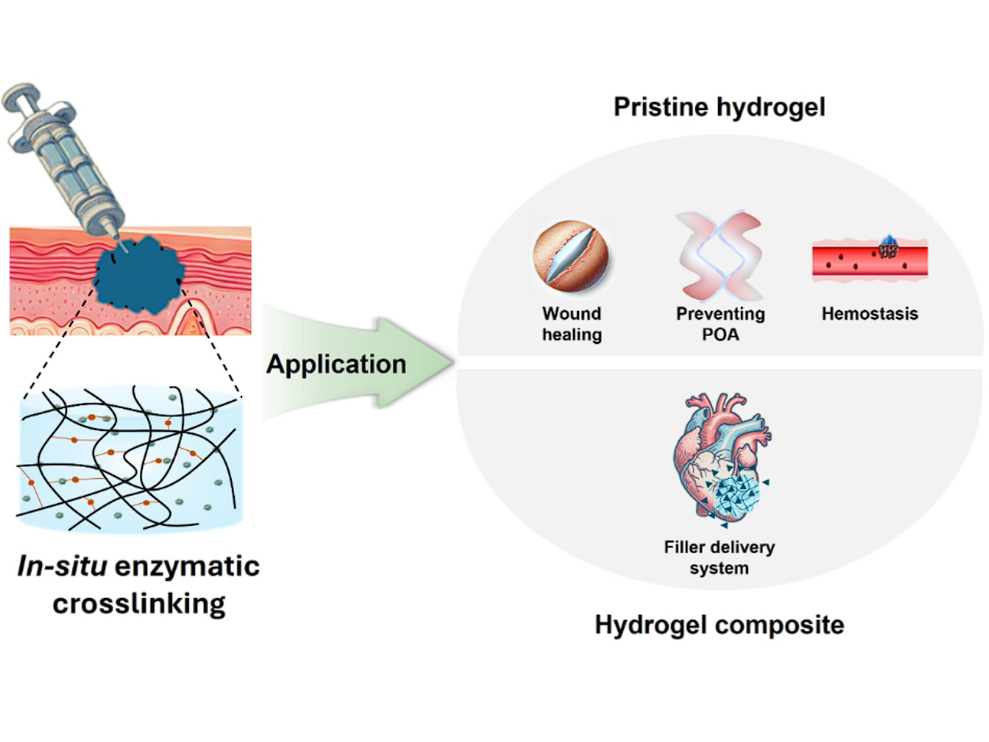 Pristine hydrogel
Wound
healing
Preventing
POA
Hemostasis
Application
Filler delivery
system
In-situ enzymatic
crosslinking
Hydrogel composite